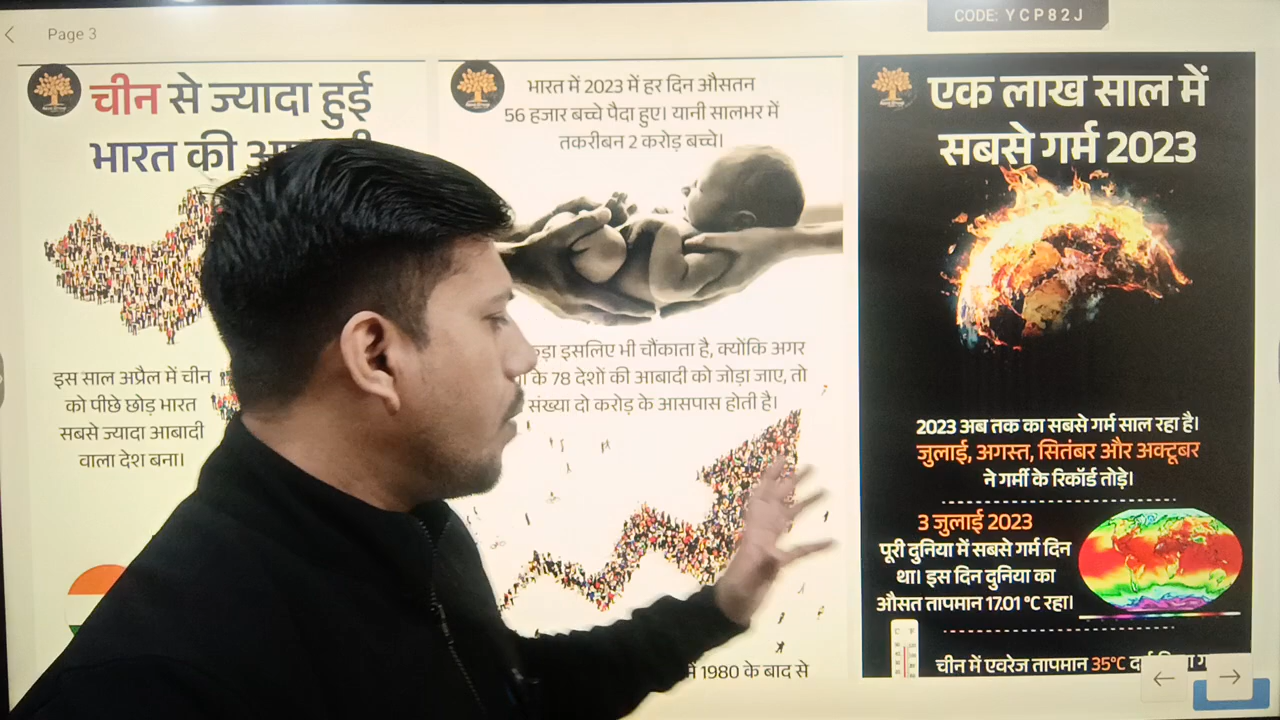 Page 3
CODE: YCP82J
चीन से ज्यादा हुई
भारत की
इस साल अप्रैल में चीन
को पीछे छोड़ भारत
सबसे ज्यादा आबादी
वाला देश बना।
भारत में 2023 में हर दिन औसतन
56 हजार बच्चे पैदा हुए। यानी सालभर में
तकरीबन 2 करोड़ बच्चे।
इसलिए भी चौंकाता है, क्योंकि अगर
के 78 देशों की आबादी को जोड़ा जाए, तो
संख्या दो करोड़ के आसपास होती है।
1980 के बाद से
एक लाख साल में
सबसे गर्म 2023
2023 अब तक का सबसे गर्म साल रहा है।
जुलाई, अगस्त, सितंबर और अक्टूबर
ने गर्मी के रिकॉर्ड तोड़े।
3 जुलाई 2023
पूरी दुनिया में सबसे गर्म दिन
था। इस दिन दुनिया का
औसत तापमान 17.01 °C रहा।
C F
चीन में एवरेज तापमान 35°C